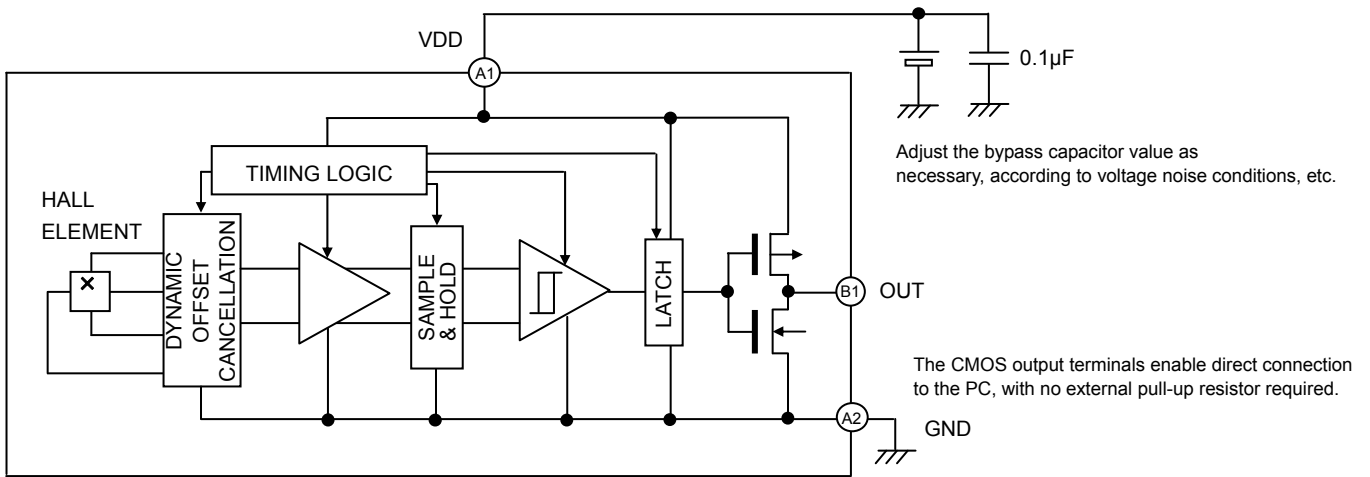 VDD
A1
0.1µF
Adjust the bypass capacitor value as
necessary, according to voltage noise conditions, etc.
TIMING LOGIC
HALL
ELEMENT
×
DYNAMIC
OFFSET
CANCELLATION
SAMPLE
& HOLD
LATCH
B1
OUT
The CMOS output terminals enable direct connection
to the PC, with no external pull-up resistor required.
A2
GND